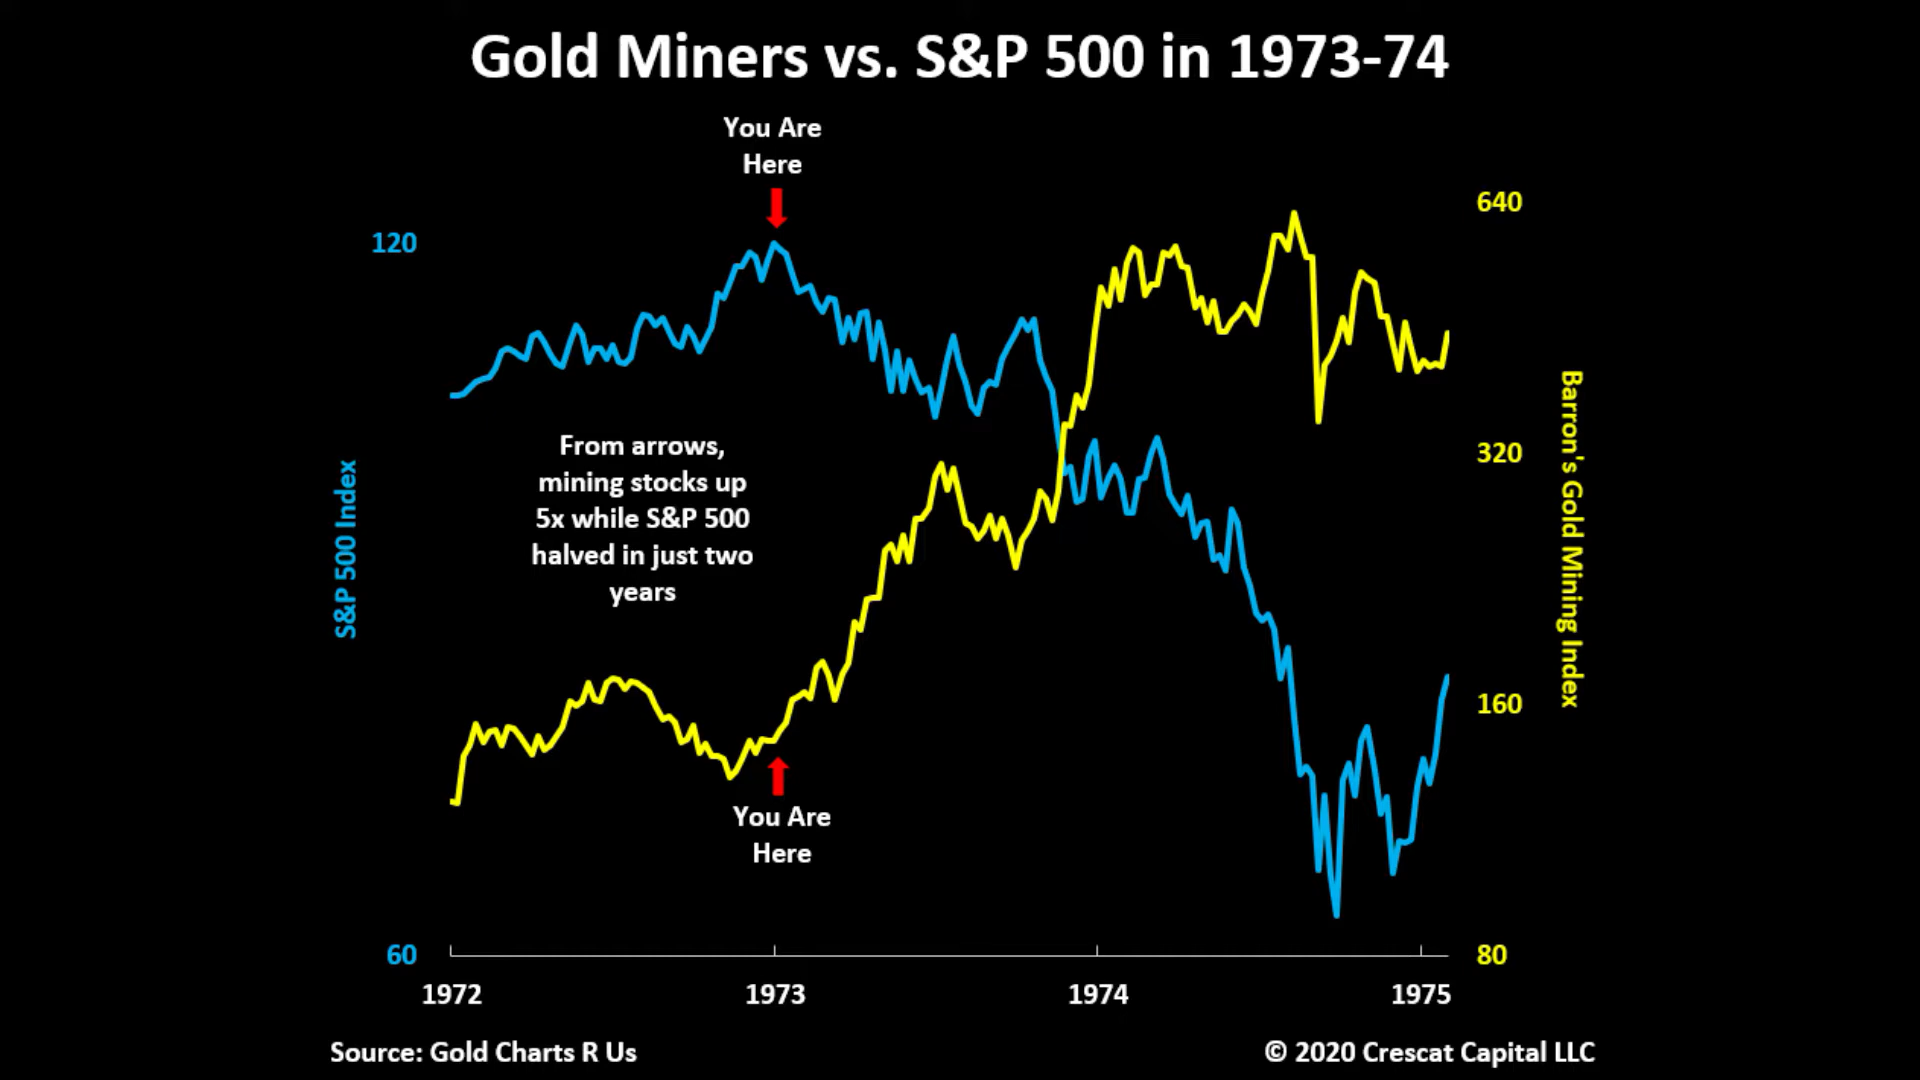 Gold Miners vs. S&P 500 in 1973-74
You Are
Here
640
120
320
Barron's Gold Mining Index
S&P 500 Index
From arrows,
mining stocks up
5x while S&P 500
halved in just two
years
160
You Are
Here
60
80
1972
1973
1974
1975
Source: Gold Charts R Us
© 2020 Crescat Capital LLC